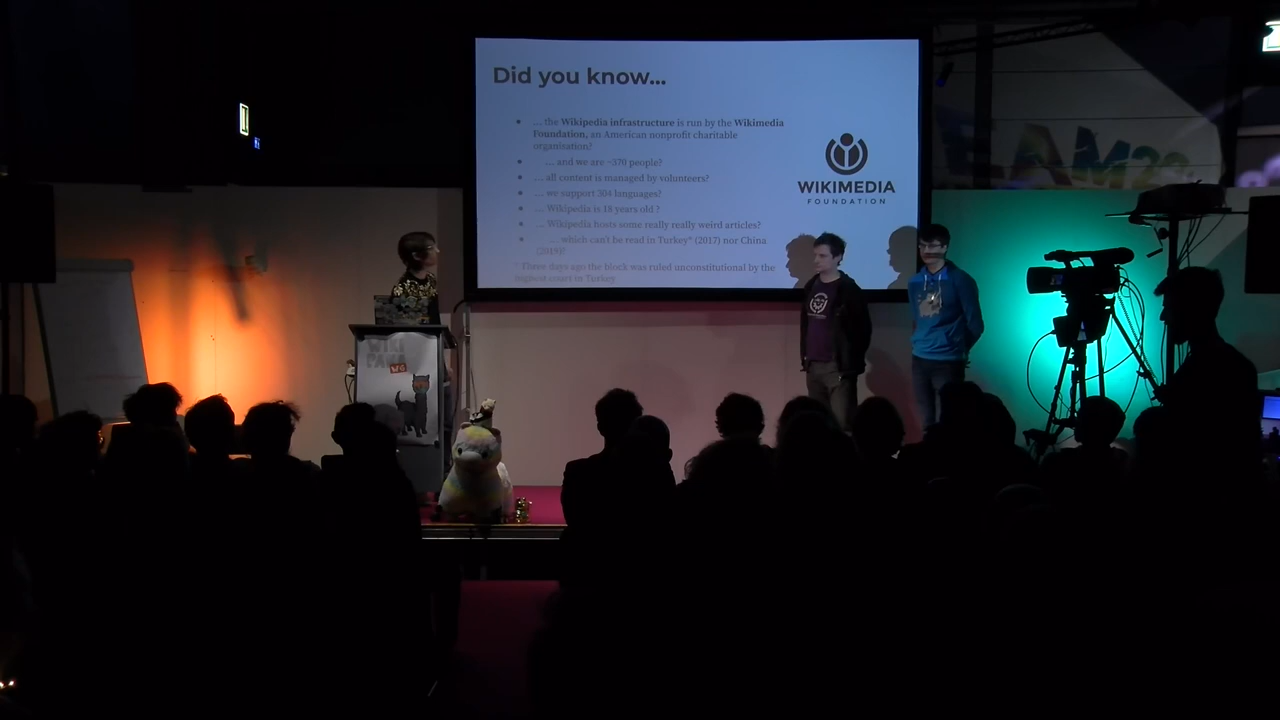 Did you know...
... the Wikipedia infrastructure is run by the Wikimedia
Foundation, an American nonprofit charitable
organisation?
... and we are ~370 people?
... all content is managed by volunteers?
... we support 304 languages?
... Wikipedia is 18 years old ?
... Wikipedia hosts some really really weird articles?
... which can't be read in Turkey* (2017) nor China
(2019)?
* Three days ago the block was ruled unconstitutional by the
highest court in Turkey
WIKIMEDIA
FOUNDATION
WIKI
PAKA
WG